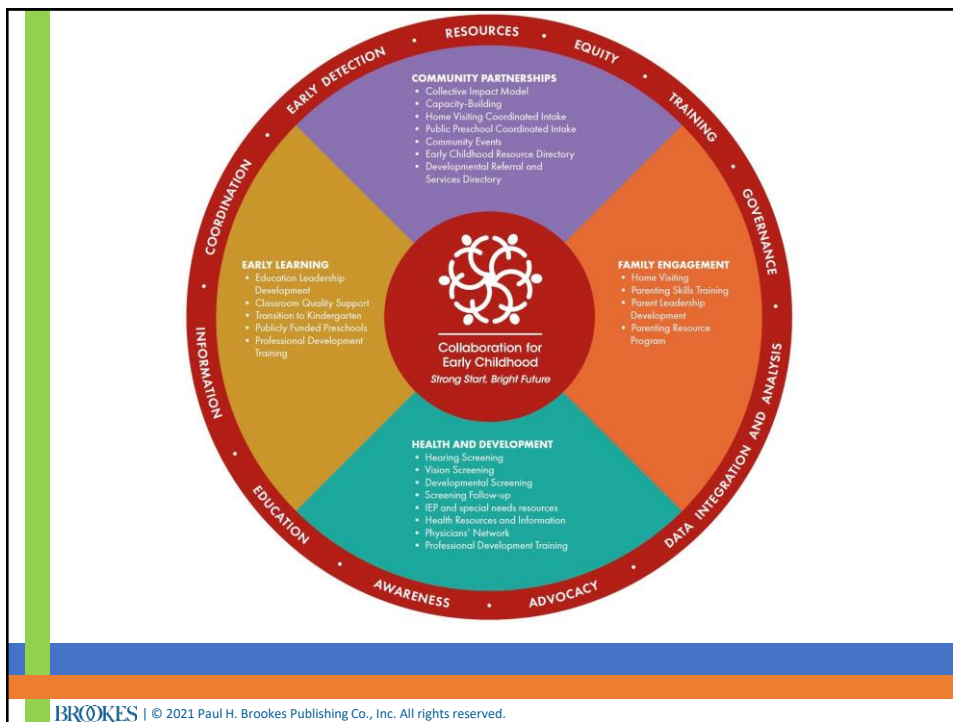 RESOURCES • EQUITY • TRAINING • GOVERNANCE • DATA INTEGRATION AND ANALYSIS • ADVOCACY • AWARENESS • EDUCATION • INFORMATION • COORDINATION • EARLY DETECTION •
COMMUNITY PARTNERSHIPS
• Collective Impact Model
• Capacity-Building
• Home Visiting Coordinated Intake
• Public Preschool Coordinated Intake
• Community Events
• Early Childhood Resource Directory
• Developmental Referral and
Services Directory
EARLY LEARNING
• Education Leadership
Development
• Classroom Quality Support
• Transition to Kindergarten
• Publicly Funded Preschools
• Professional Development
Training
Collaboration for
Early Childhood
Strong Start, Bright Future
FAMILY ENGAGEMENT
• Home Visiting
• Parenting Skills Training
• Parent Leadership
Development
• Parenting Resource
Program
HEALTH AND DEVELOPMENT
• Hearing Screening
• Vision Screening
• Developmental Screening
• Screening Follow-up
• IEP and special needs resources
• Health Resources and Information
• Physicians' Network
• Professional Development Training
BROOKES | © 2021 Paul H. Brookes Publishing Co., Inc. All rights reserved.